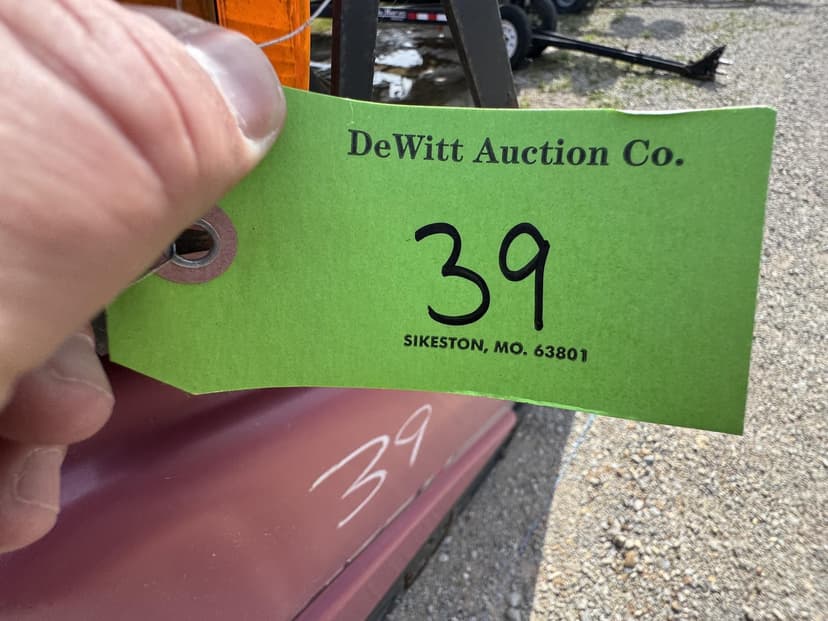 DeWitt Auction Co.
39
SIKESTON, MO. 63801
39